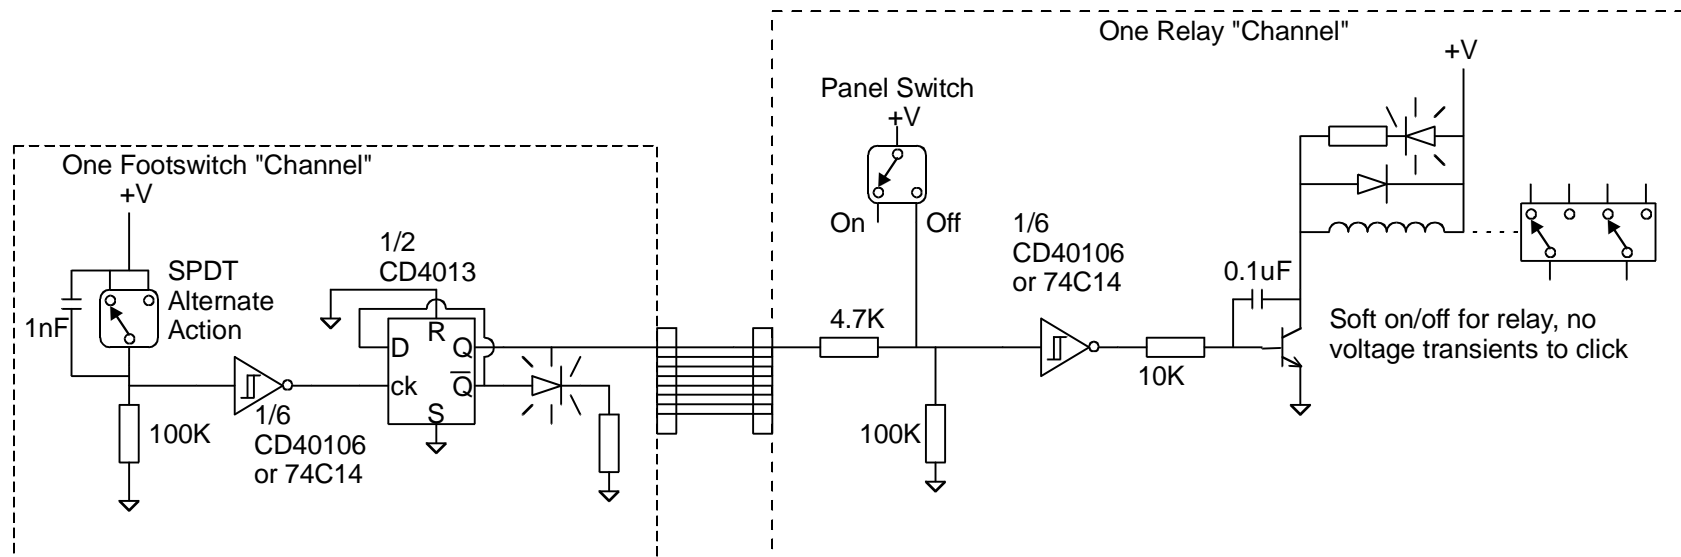 One Relay "Channel"
+V
Panel Switch
+V
One Footswitch "Channel"
+V
On
Off
1/6
CD40106
or 74C14
1/2
CD4013
SPDT
Alternate
Action
1nF
0.1uF
4.7K
Soft on/off for relay, no
voltage transients to click
R
D
Q
ck
Q̅
S
10K
1/6
CD40106
or 74C14
100K
100K